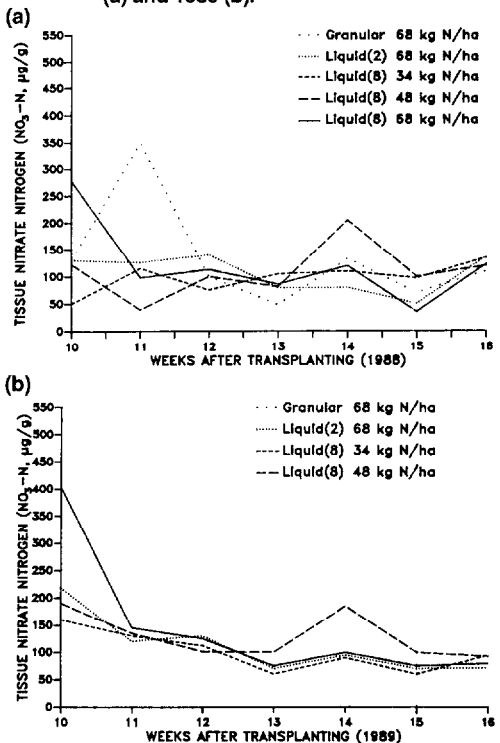 (a) and (b).
(a)
TISSUE NITRATE NITROGEN (NO₃−N, µg/g)
550
500
450
400
350
300
250
200
150
100
50
0
Granular 68 kg N/ha
Liquid(2) 68 kg N/ha
Liquid(8) 34 kg N/ha
Liquid(8) 48 kg N/ha
Liquid(8) 68 kg N/ha
10 11 12 13 14 15 16
WEEKS AFTER TRANSPLANTING (1988)
(b)
TISSUE NITRATE NITROGEN (NO₃−N, µg/g)
550
500
450
400
350
300
250
200
150
100
50
0
Granular 68 kg N/ha
Liquid(2) 68 kg N/ha
Liquid(8) 34 kg N/ha
Liquid(8) 48 kg N/ha
10 11 12 13 14 15 16
WEEKS AFTER TRANSPLANTING (1989)